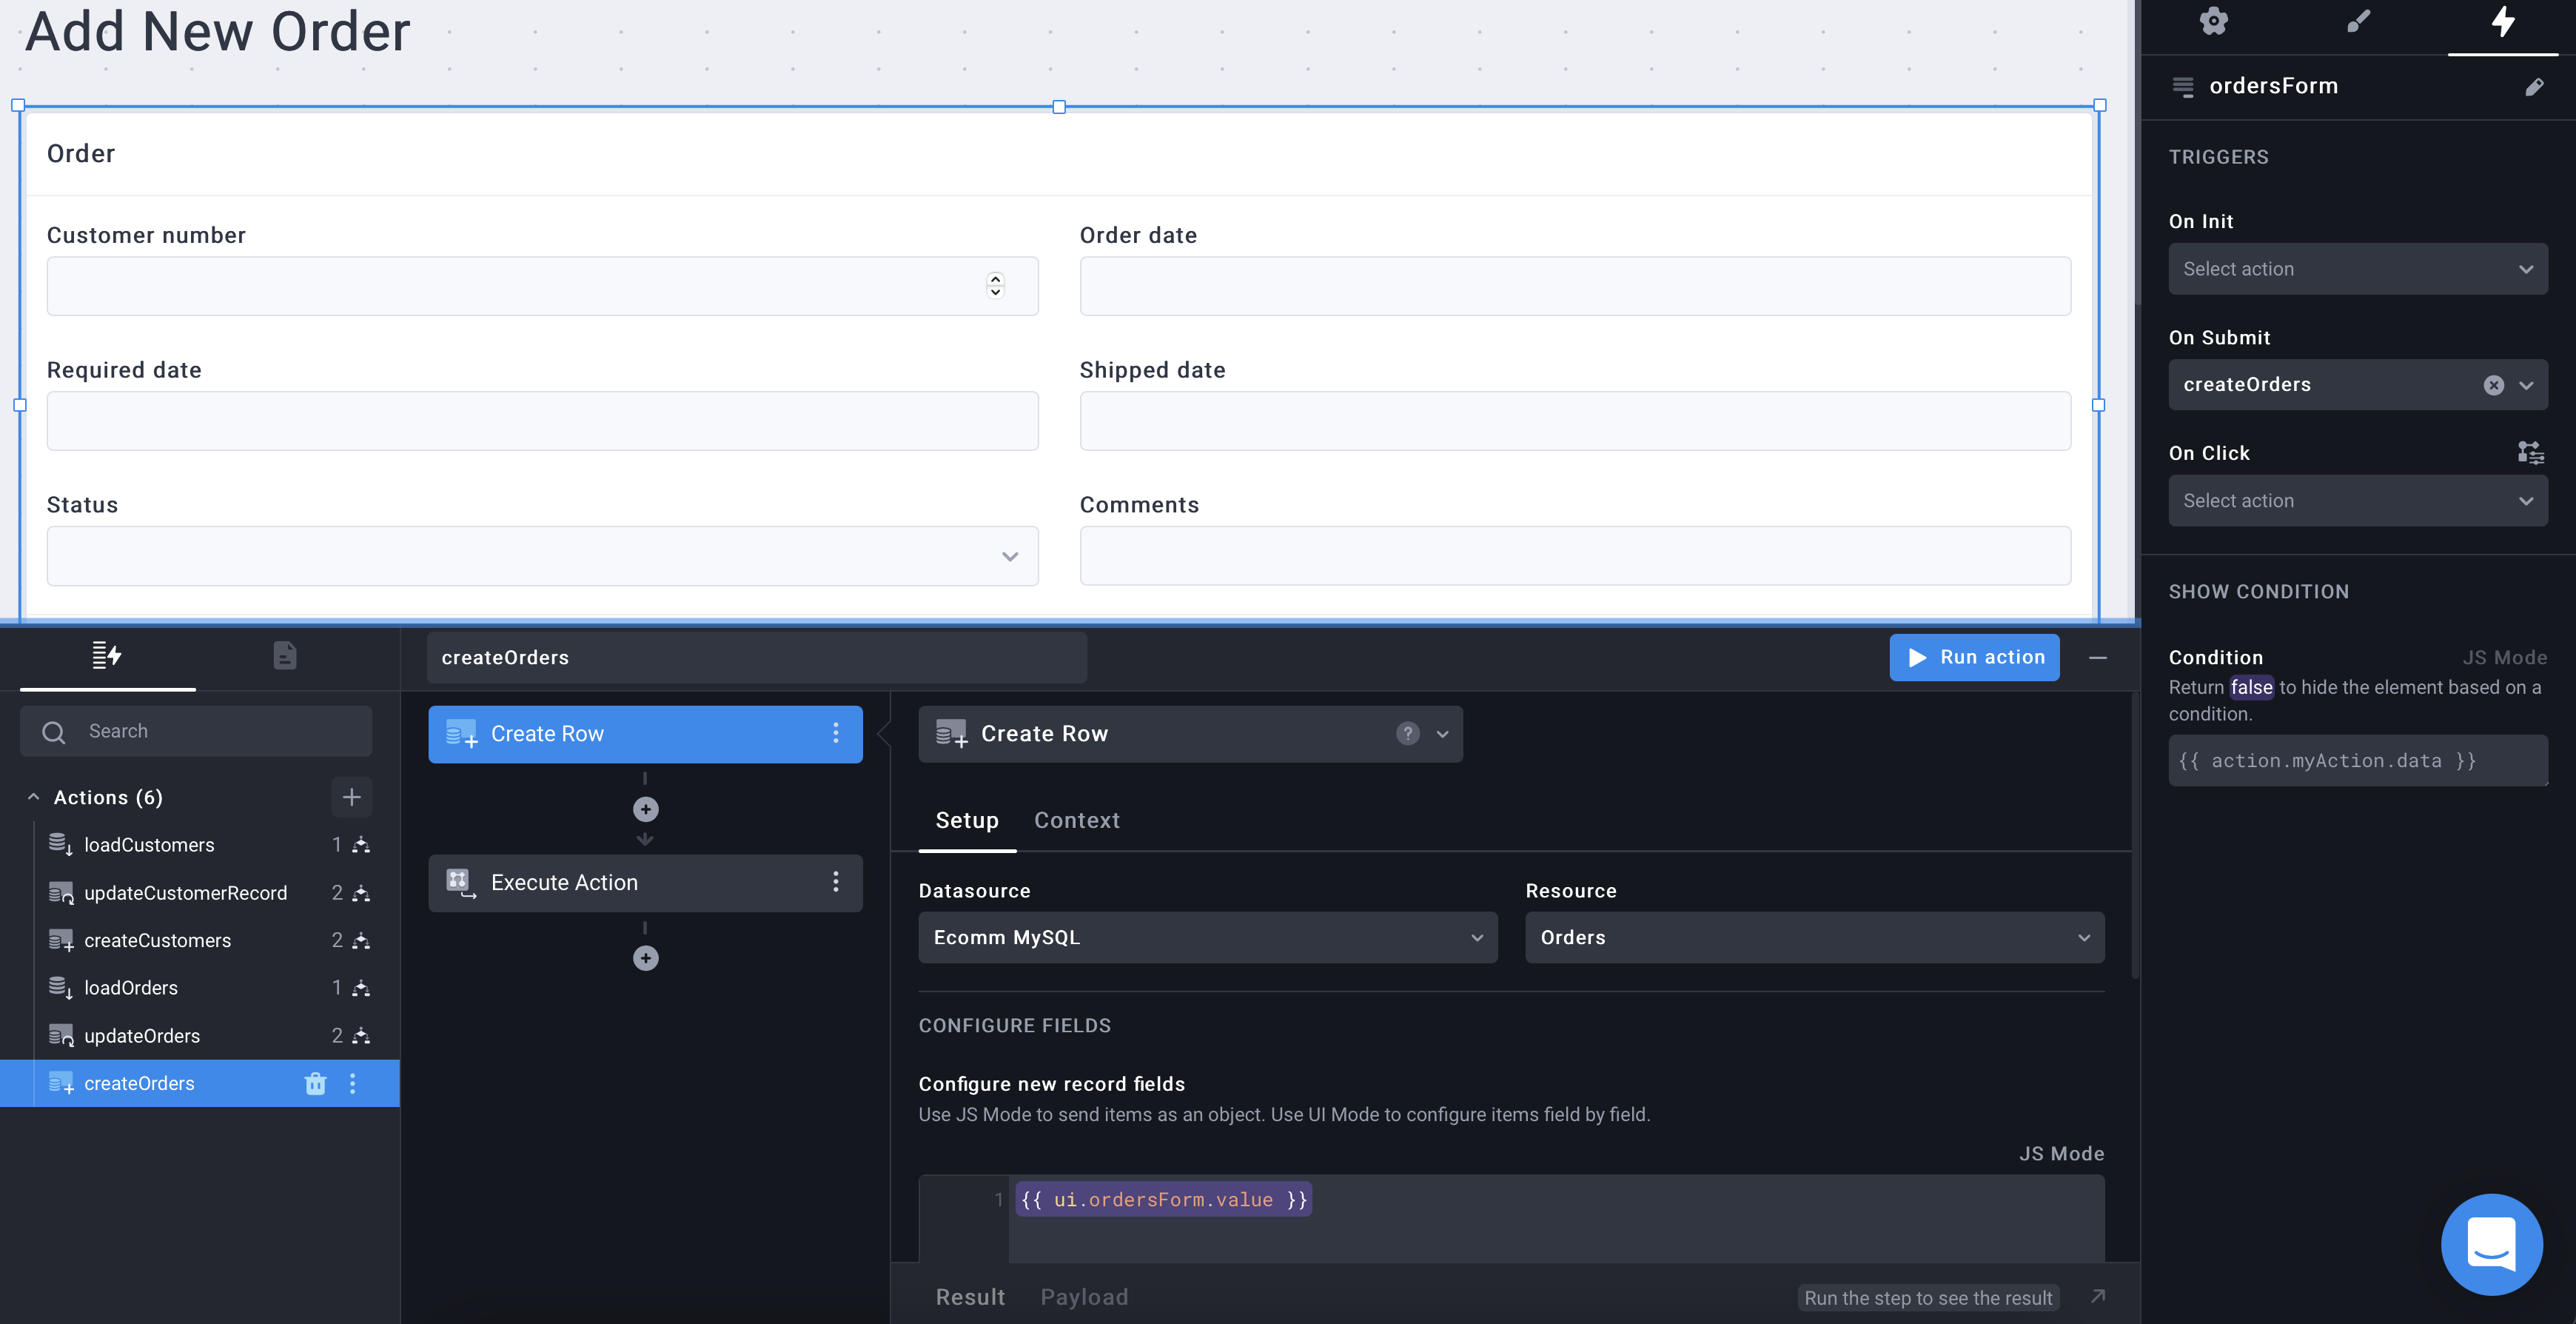 Add New Order
Order
Customer number
Order date
Required date
Shipped date
Status
Comments
ordersForm
TRIGGERS
On Init
Select action
On Submit
createOrders
On Click
Select action
SHOW CONDITION
Condition
JS Mode
Return false to hide the element based on a
condition.
{{ action.myAction.data }}
Search
Actions (6)
loadCustomers 1
updateCustomerRecord 2
createCustomers 2
loadOrders 1
updateOrders 2
createOrders
createOrders
Run action
Create Row
Execute Action
Create Row
?
Setup
Context
Datasource
Resource
Ecomm MySQL
Orders
CONFIGURE FIELDS
Configure new record fields
Use JS Mode to send items as an object. Use UI Mode to configure items field by field.
JS Mode
1 {{ ui.ordersForm.value }}
Result
Payload
Run the step to see the result